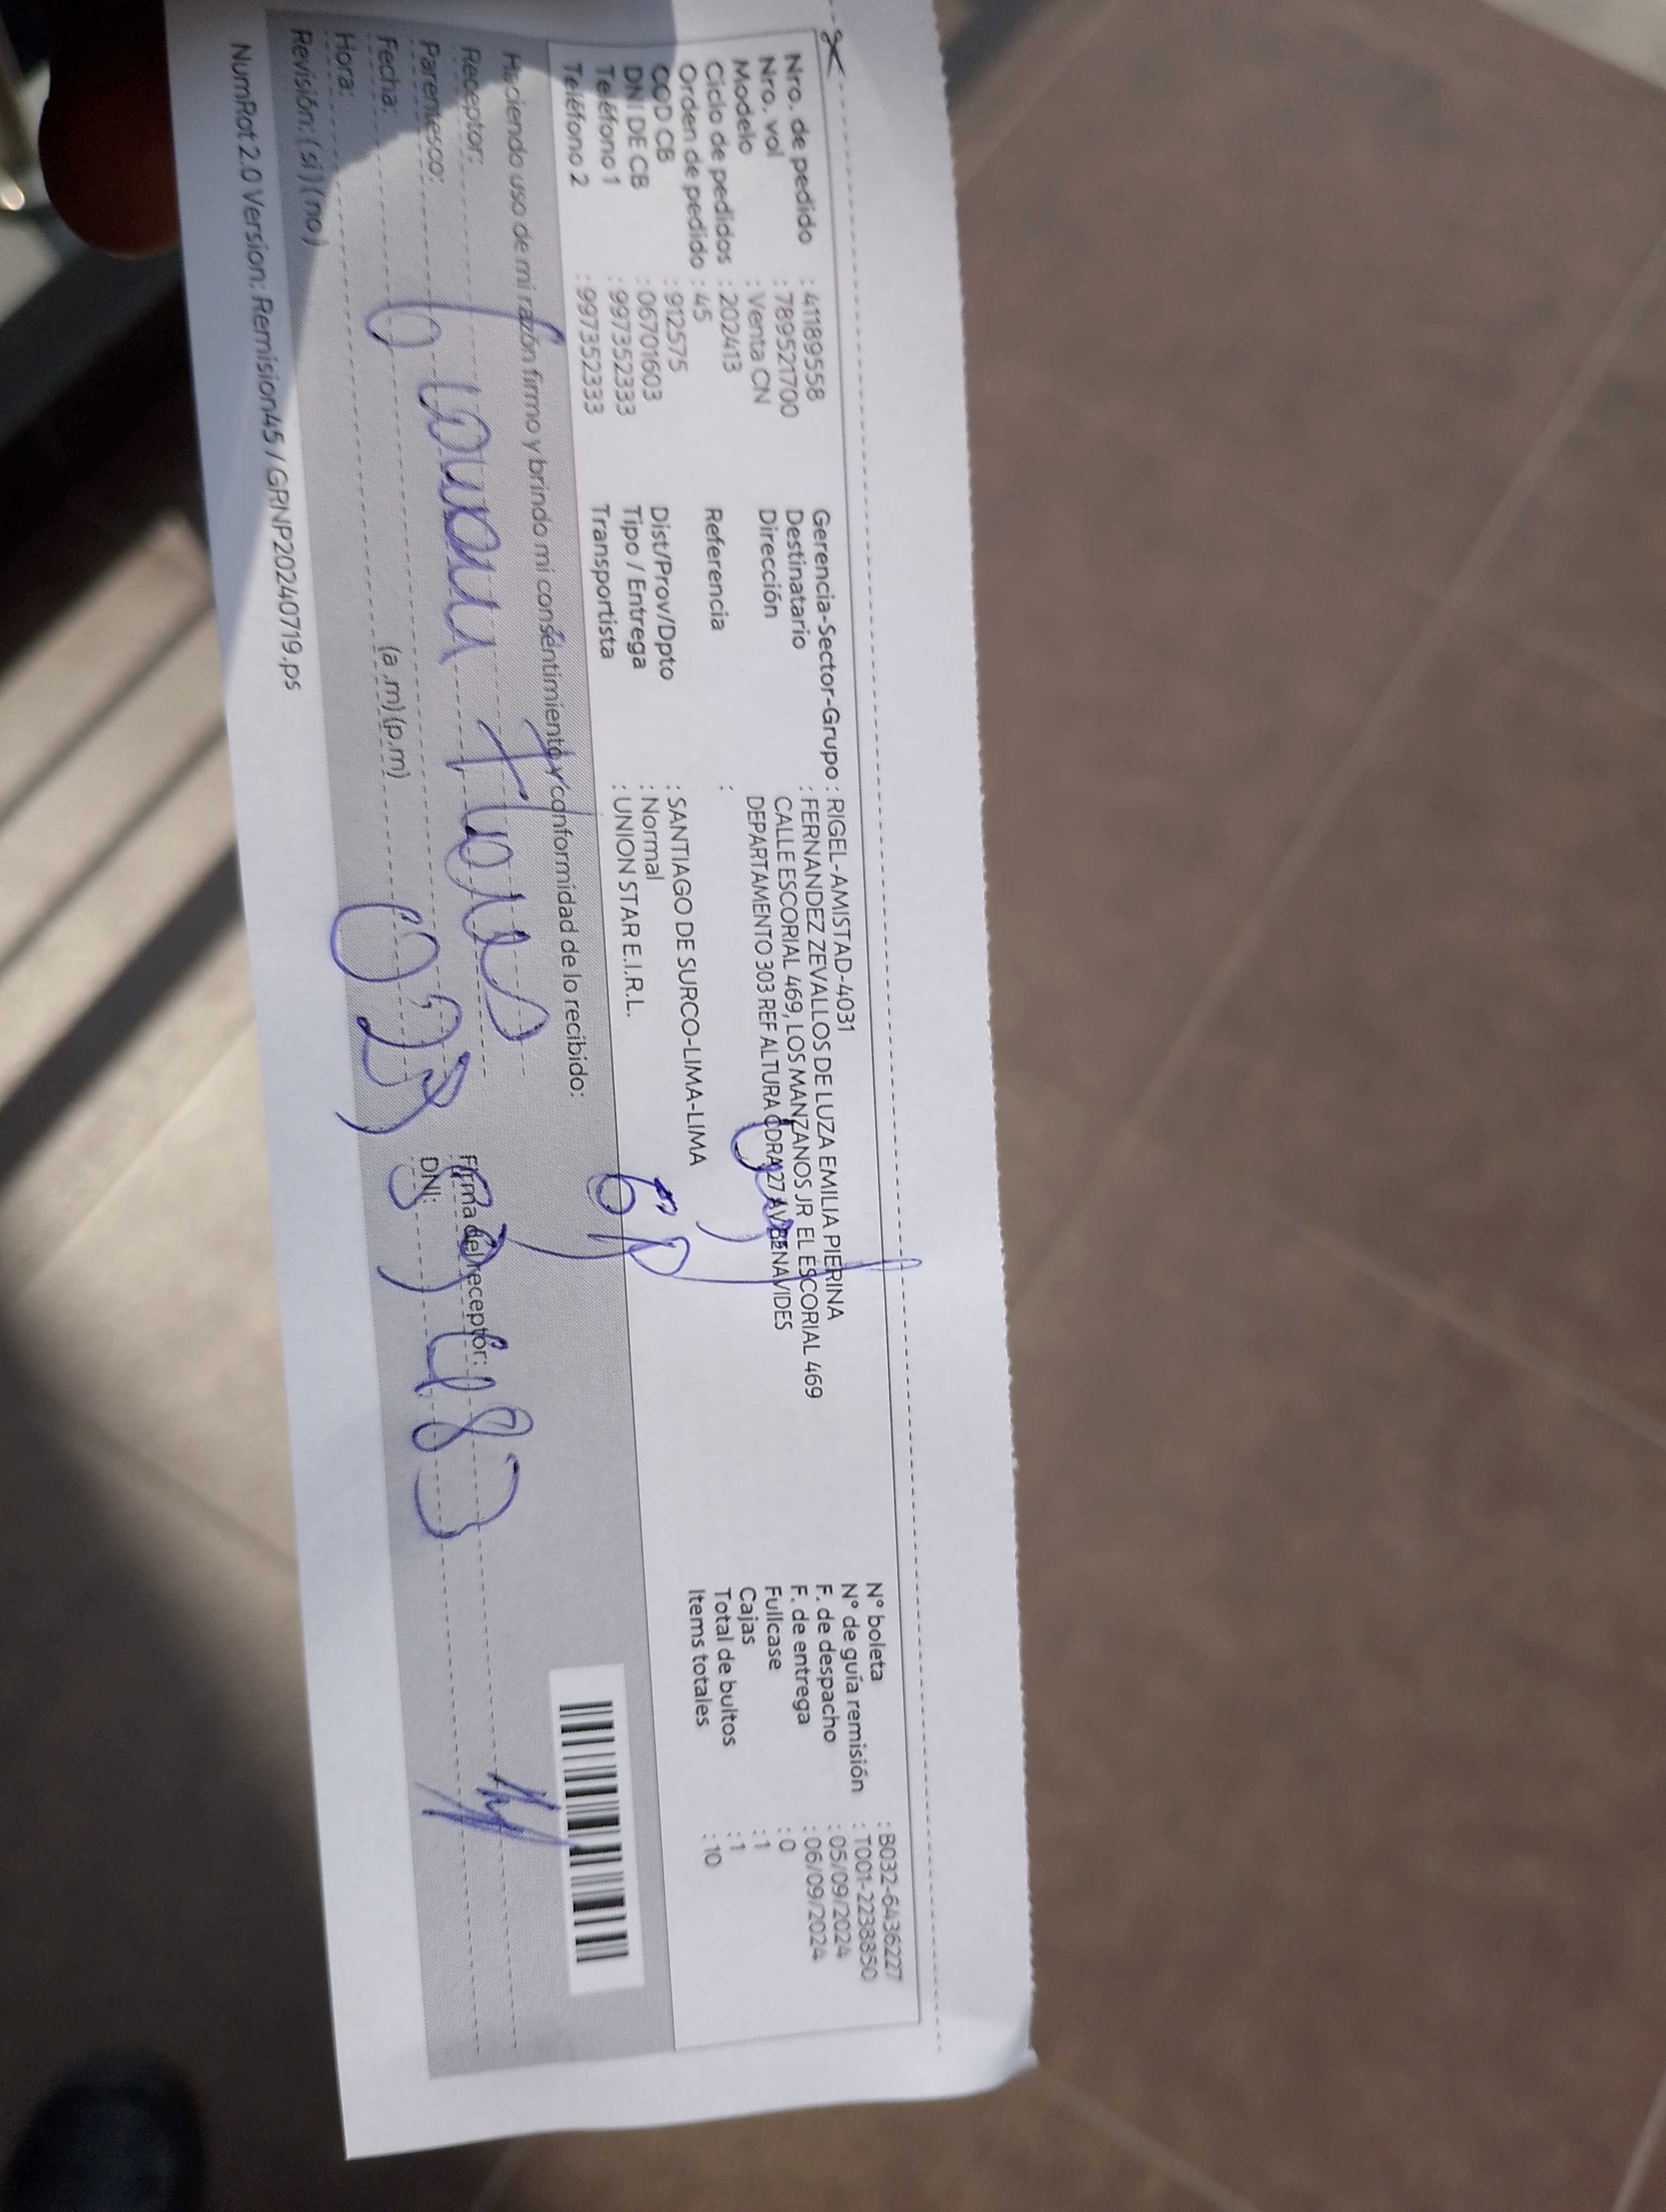 Nro. de pedido : 41189558
Nro. vol : 789521700
Modelo : Venta CN
Ciclo de pedidos : 202413
Orden de pedido : 45
COD CB : 912575
DNI DE CB : 06701603
Teléfono 1 : 997352333
Teléfono 2 : 997352333
Gerencia-Sector-Grupo : RIGEL-AMISTAD-4031
Destinatario : FERNANDEZ ZEVALLOS DE LUZA EMILIA PIERINA
Dirección CALLE ESCORIAL 469, LOS MANZANOS JR EL ESCORIAL 469
DEPARTAMENTO 303 REF ALTURA CDRA 27 AV BENAVIDES
Referencia :
Dist/Prov/Dpto : SANTIAGO DE SURCO-LIMA-LIMA
Tipo / Entrega : Normal
Transportista : UNION STAR E.I.R.L.
N° boleta : B032-6436227
N° de guía remisión : T001-2238850
F. de despacho : 05/09/2024
F. de entrega : 06/09/2024
Fullcase : 0
Cajas : 1
Total de bultos : 1
Items totales : 10
Haciendo uso de mi razón firmo y brindo mi consentimiento y conformidad de lo recibido:
Receptor:
Parentesco:
Fecha:
Hora: (a.m) (p.m)
Revisión: (si) (no)
Firma del receptor:
DNI:
NumRot 2.0 Version: Remision45 / GRNP20240719.ps